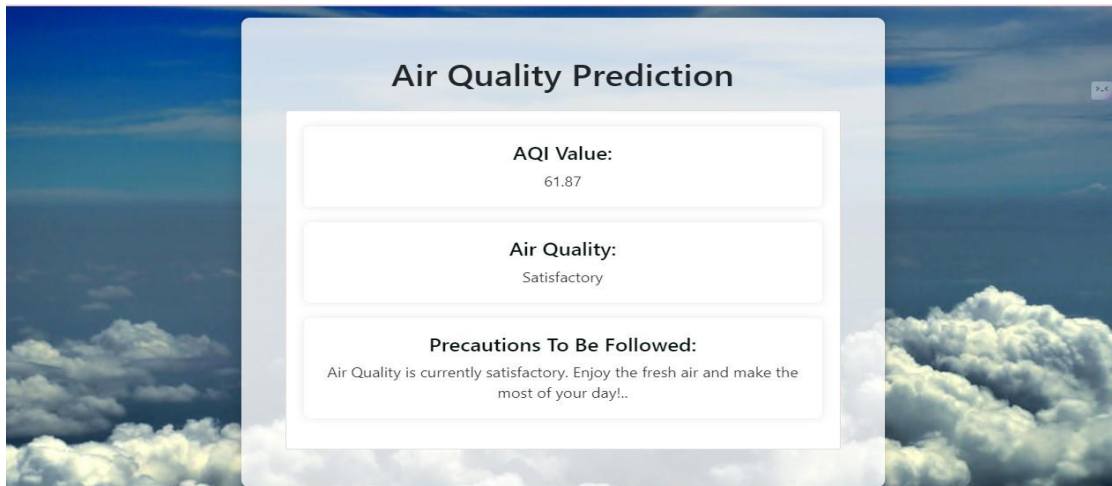 Air Quality Prediction
AQI Value:
61.87
Air Quality:
Satisfactory
Precautions To Be Followed:
Air Quality is currently satisfactory. Enjoy the fresh air and make the
most of your day!..